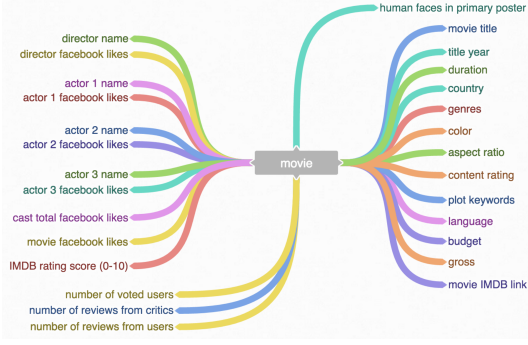 human faces in primary poster
director name
director facebook likes
actor 1 name
actor 1 facebook likes
actor 2 name
actor 2 facebook likes
actor 3 name
actor 3 facebook likes
cast total facebook likes
movie facebook likes
IMDB rating score (0-10)
number of voted users
number of reviews from critics
number of reviews from users
movie
movie title
title year
duration
country
genres
color
aspect ratio
content rating
plot keywords
language
budget
gross
movie IMDB link